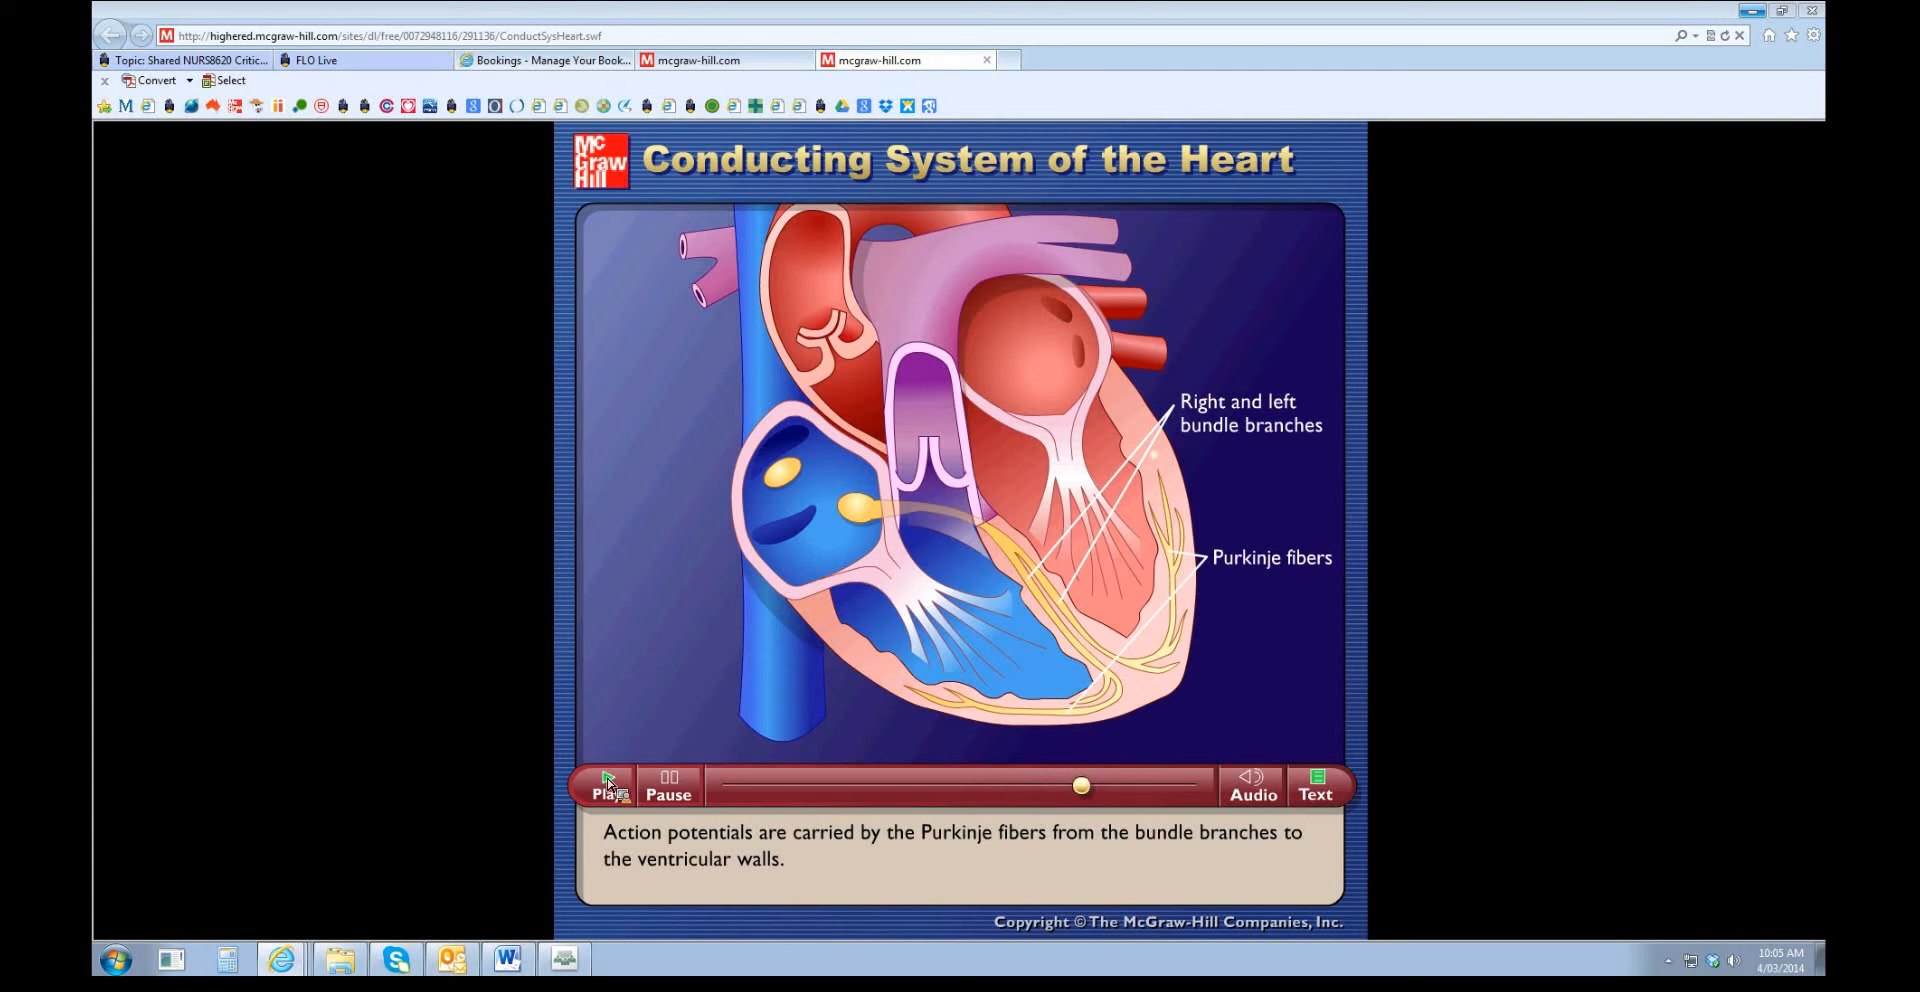 http://highered.mcgraw-hill.com/sites/dl/free/0072948116/291136/ConductSysHeart.swf
Topic: Shared NURS8620 Critic...
FLO Live
Bookings - Manage Your Book...
mcgraw-hill.com
mcgraw-hill.com
Convert
Select
Mc
Graw
Hill
Conducting System of the Heart
Right and left
bundle branches
Purkinje fibers
Play
Pause
Audio
Text
Action potentials are carried by the Purkinje fibers from the bundle branches to
the ventricular walls.
Copyright © The McGraw-Hill Companies, Inc.
10:05 AM
4/03/2014